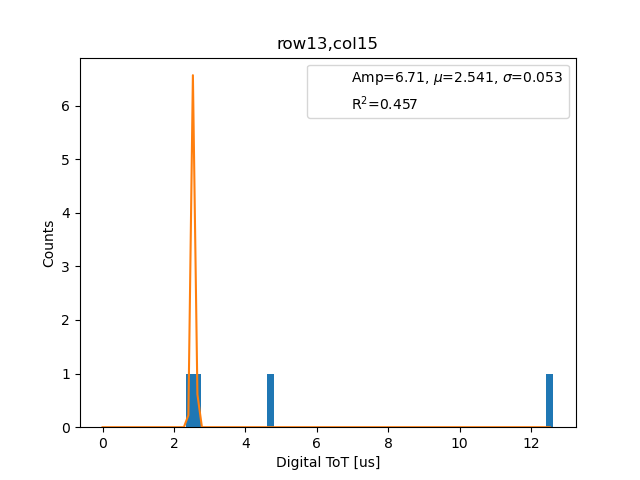 row13,col15
Amp=6.71, μ=2.541, σ=0.053
R²=0.457
6
5
4
3
2
1
0
Counts
0 2 4 6 8 10 12
Digital ToT [us]